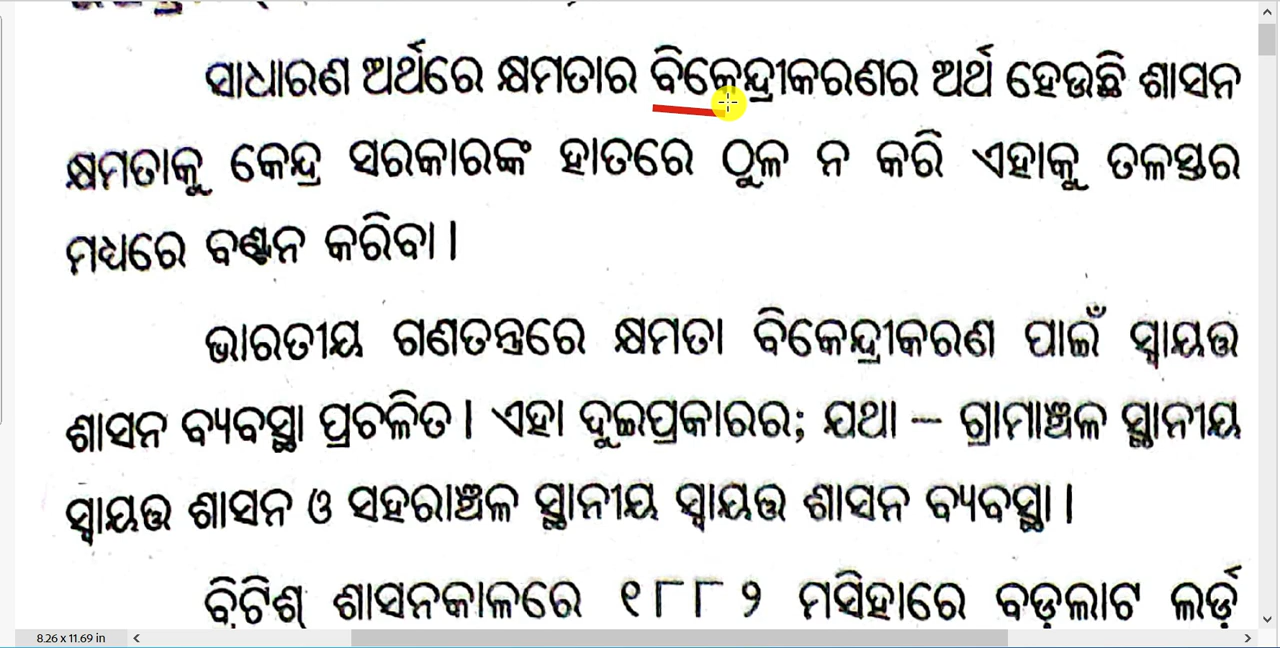 ସାଧାରଣ ଅର୍ଥରେ କ୍ଷମତାର ବିକେନ୍ଦ୍ରୀକରଣର ଅର୍ଥ ହେଉଛି ଶାସନ
କ୍ଷମତାକୁ କେନ୍ଦ୍ର ସରକାରଙ୍କ ହାତରେ ଠୁଳ ନ କରି ଏହାକୁ ତଳସ୍ତର
ମଧ୍ୟରେ ବଣ୍ଟନ କରିବା।
ଭାରତୀୟ ଗଣତନ୍ତ୍ରରେ କ୍ଷମତା ବିକେନ୍ଦ୍ରୀକରଣ ପାଇଁ ସ୍ୱାୟତ୍ତ
ଶାସନ ବ୍ୟବସ୍ଥା ପ୍ରଚଳିତ। ଏହା ଦୁଇପ୍ରକାରର; ଯଥା – ଗ୍ରାମାଞ୍ଚଳ ସ୍ଥାନୀୟ
ସ୍ୱାୟତ୍ତ ଶାସନ ଓ ସହରାଞ୍ଚଳ ସ୍ଥାନୀୟ ସ୍ୱାୟତ୍ତ ଶାସନ ବ୍ୟବସ୍ଥା।
ବ୍ରିଟିଶ୍ ଶାସନକାଳରେ ୧୮୮୨ ମସିହାରେ ବଡ଼ଲାଟ ଲର୍ଡ଼
8.26 x 11.69 in